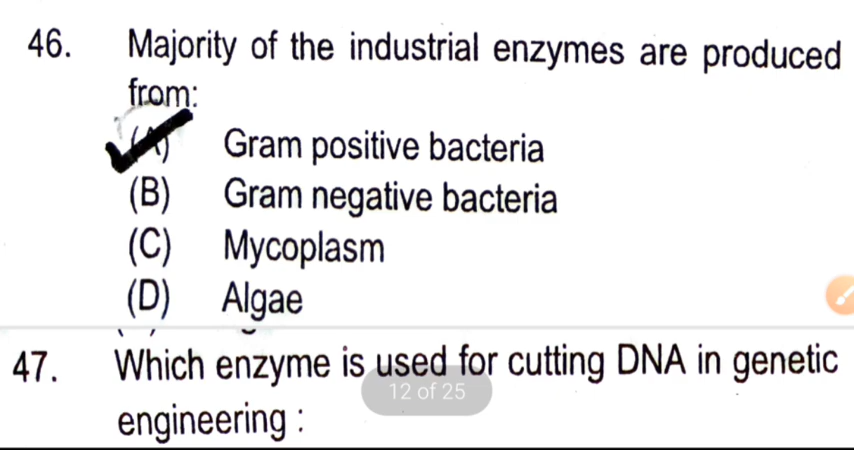 46. Majority of the industrial enzymes are produced
from:
(A) Gram positive bacteria
(B) Gram negative bacteria
(C) Mycoplasm
(D) Algae
47. Which enzyme is used for cutting DNA in genetic
12 of 25
engineering :